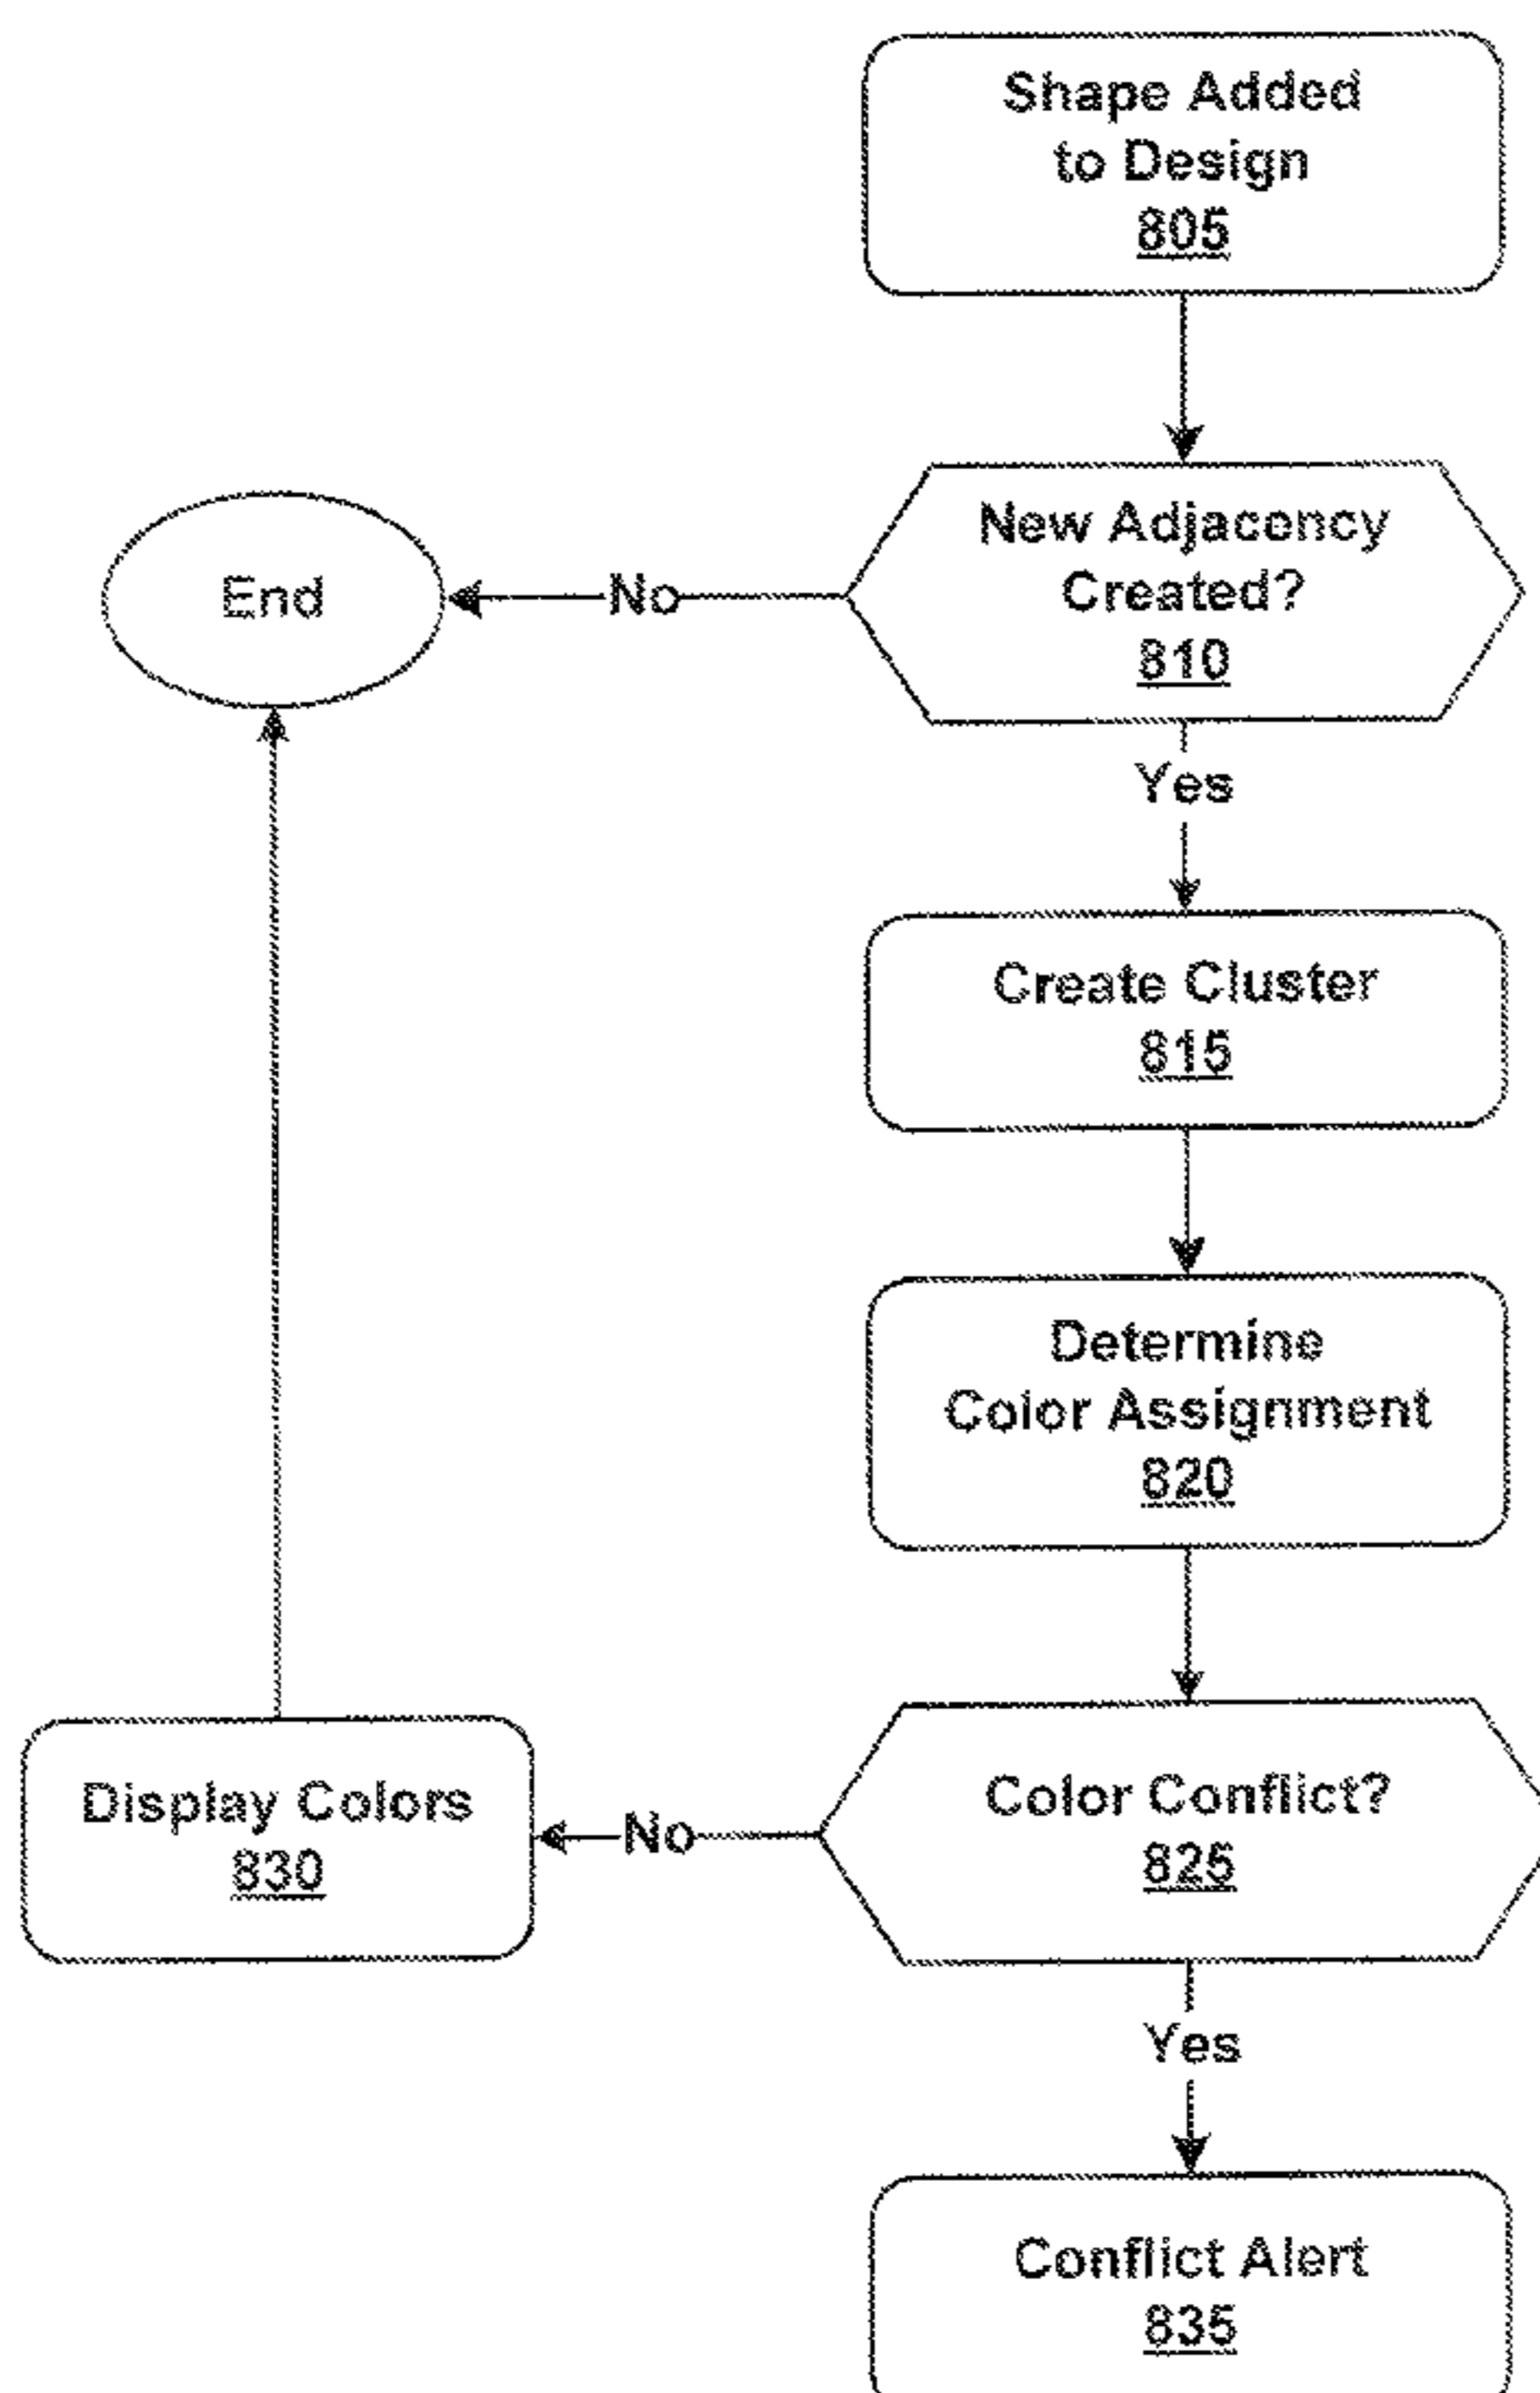 Shape Added
to Design
805
New Adjacency
Created?
810
No
End
Yes
Create Cluster
815
Determine
Color Assignment
820
Color Conflict?
825
No
Display Colors
830
Yes
Conflict Alert
835